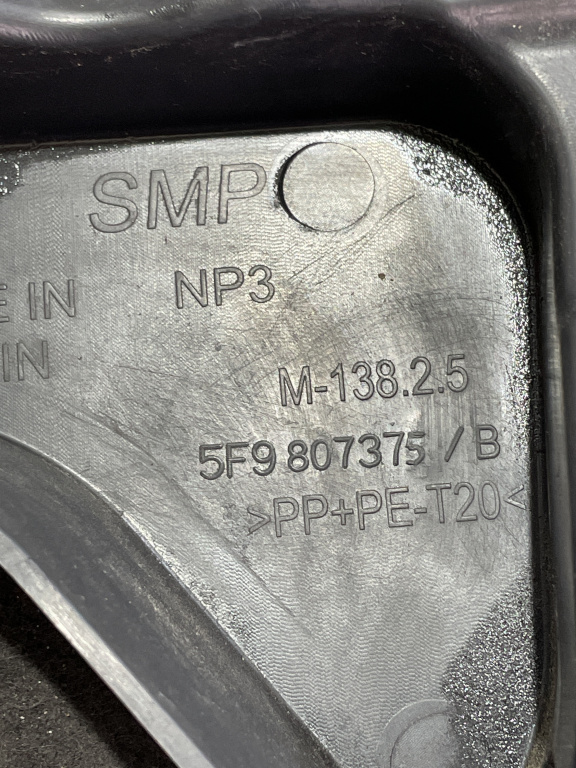 SMP
NP3
E IN
IN
M-138.2.5
5F9 807375 / B
>PP+PE-T20<